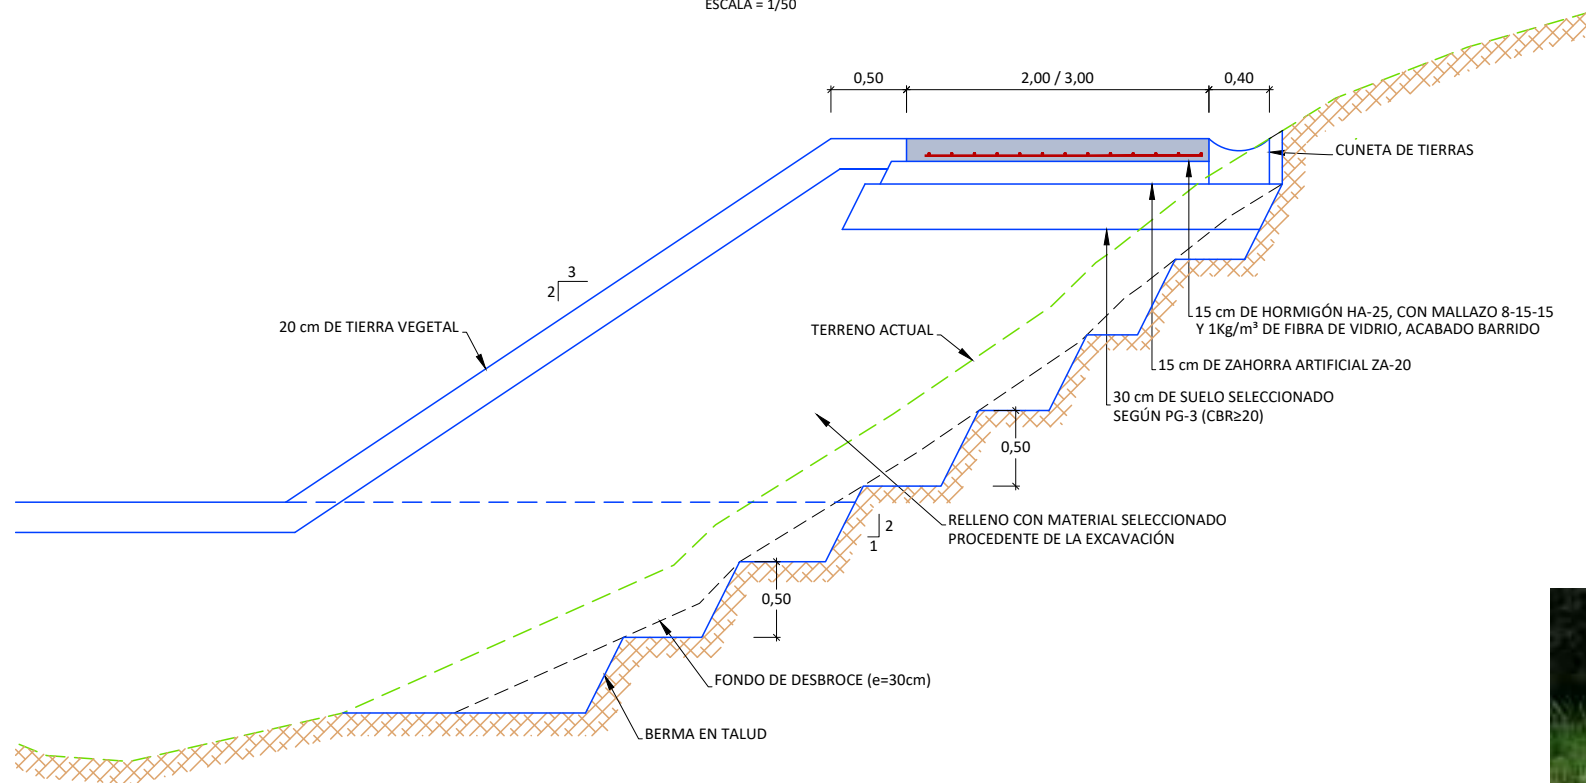 ESCALA = 1/50
0,50
2,00 / 3,00
0,40
CUNETA DE TIERRAS
3
2
20 cm DE TIERRA VEGETAL
TERRENO ACTUAL
15 cm DE HORMIGÓN HA-25, CON MALLAZO 8-15-15
Y 1Kg/m³ DE FIBRA DE VIDRIO, ACABADO BARRIDO
15 cm DE ZAHORRA ARTIFICIAL ZA-20
30 cm DE SUELO SELECCIONADO
SEGÚN PG-3 (CBR≥20)
0,50
RELLENO CON MATERIAL SELECCIONADO
PROCEDENTE DE LA EXCAVACIÓN
2
1
0,50
FONDO DE DESBROCE (e=30cm)
BERMA EN TALUD